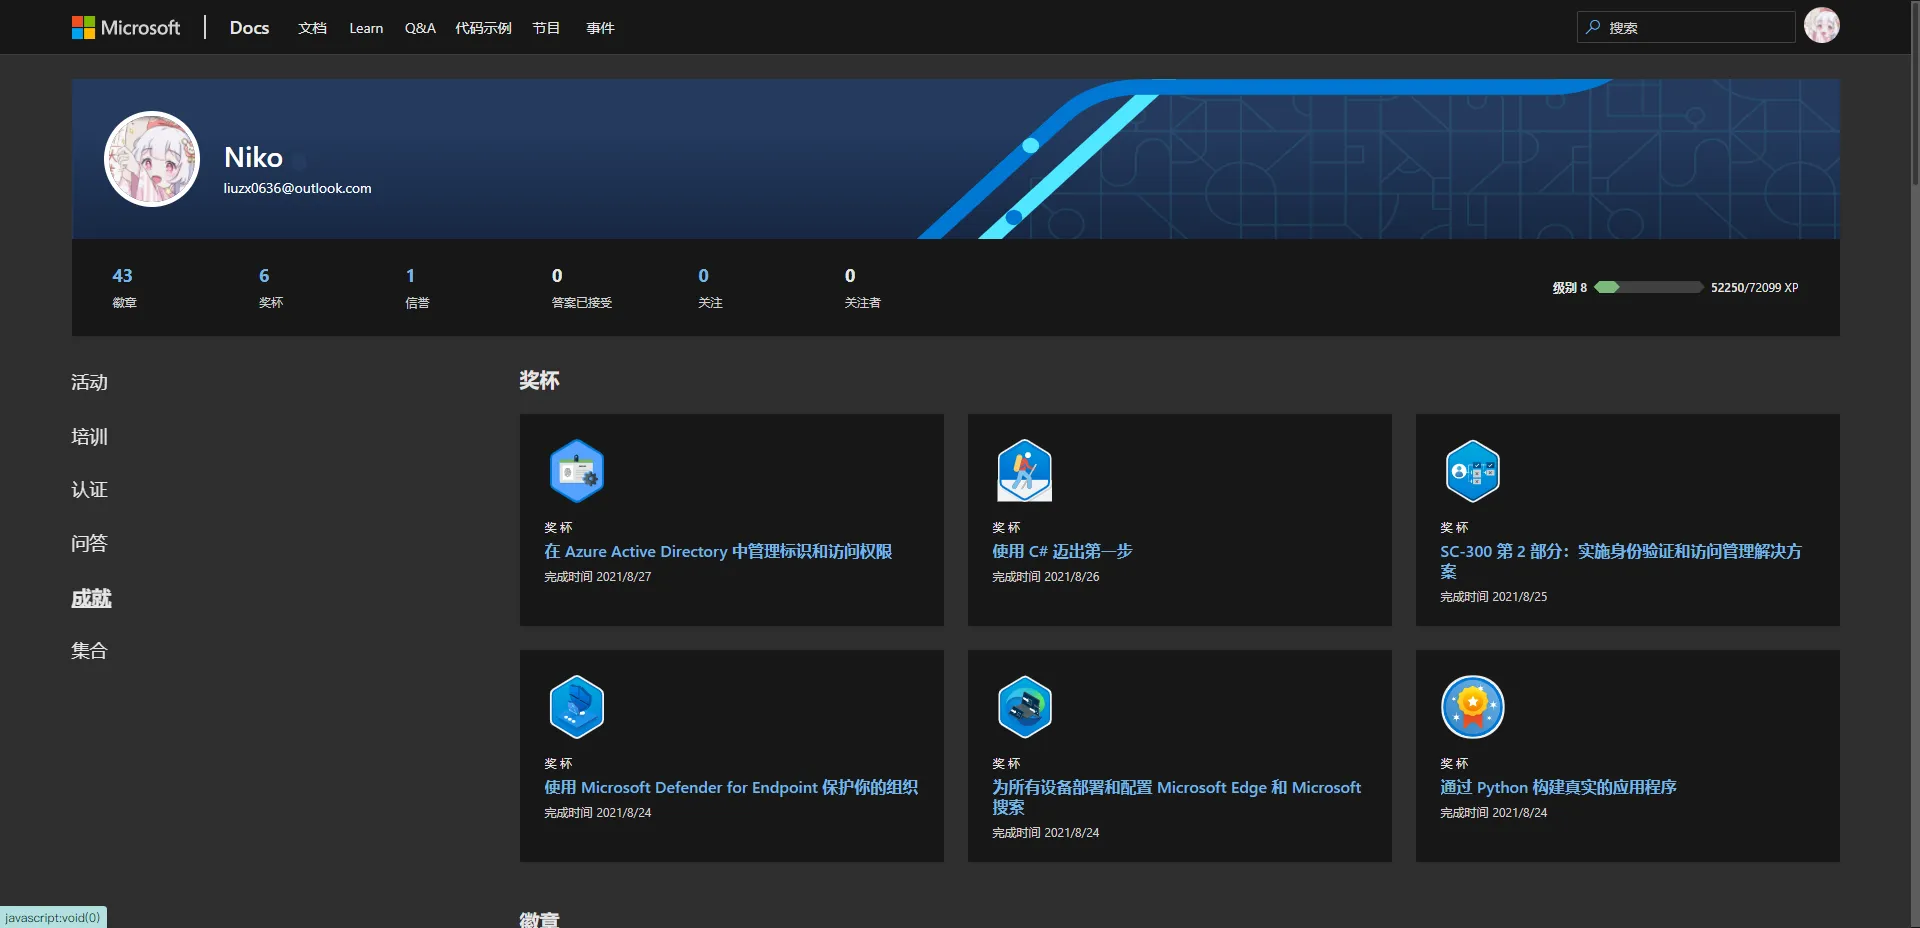 Microsoft
Docs
文档
Learn
Q&A
代码示例
节目
事件
搜索
Niko
liuzx0636@outlook.com
43
徽章
6
奖杯
1
信誉
0
答案已接受
0
关注
0
关注者
级别 8
52250/72099 XP
活动
培训
认证
问答
成就
集合
奖杯
奖杯
在 Azure Active Directory 中管理标识和访问权限
完成时间 2021/8/27
奖杯
使用 C# 迈出第一步
完成时间 2021/8/26
奖杯
SC-300 第 2 部分：实施身份验证和访问管理解决方
案
完成时间 2021/8/25
奖杯
使用 Microsoft Defender for Endpoint 保护你的组织
完成时间 2021/8/24
奖杯
为所有设备部署和配置 Microsoft Edge 和 Microsoft
搜索
完成时间 2021/8/24
奖杯
通过 Python 构建真实的应用程序
完成时间 2021/8/24
徽章
javascript:void(0)